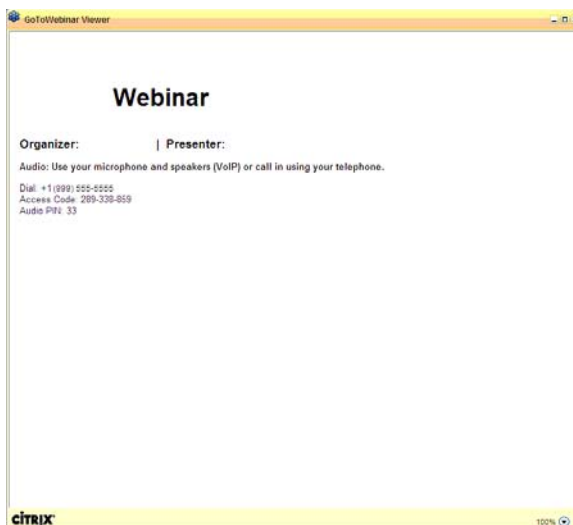 GoToWebinar Viewer
Webinar
Organizer: | Presenter:
Audio: Use your microphone and speakers (VoIP) or call in using your telephone.
Dial: +1 (999) 555-5555
Access Code: 289-338-859
Audio PIN: 33
CITRIX
100%